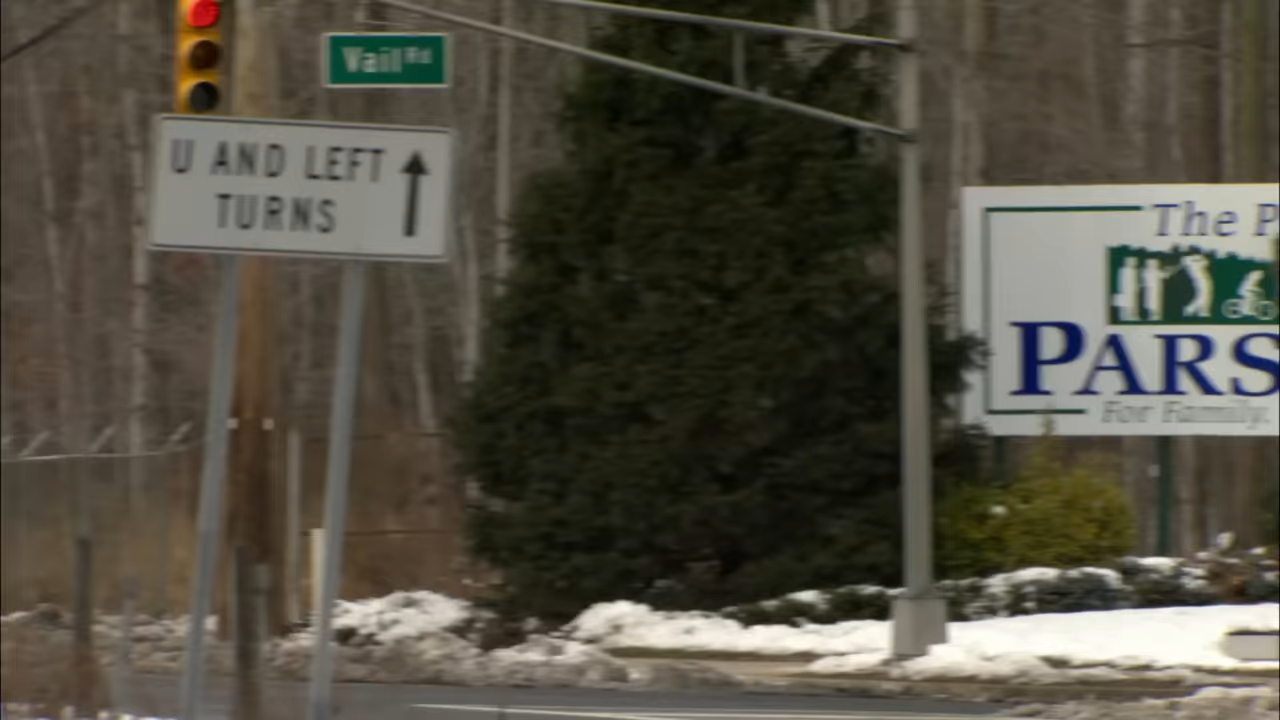 Vail Rd
U AND LEFT
TURNS
The P
PARS
For Family.